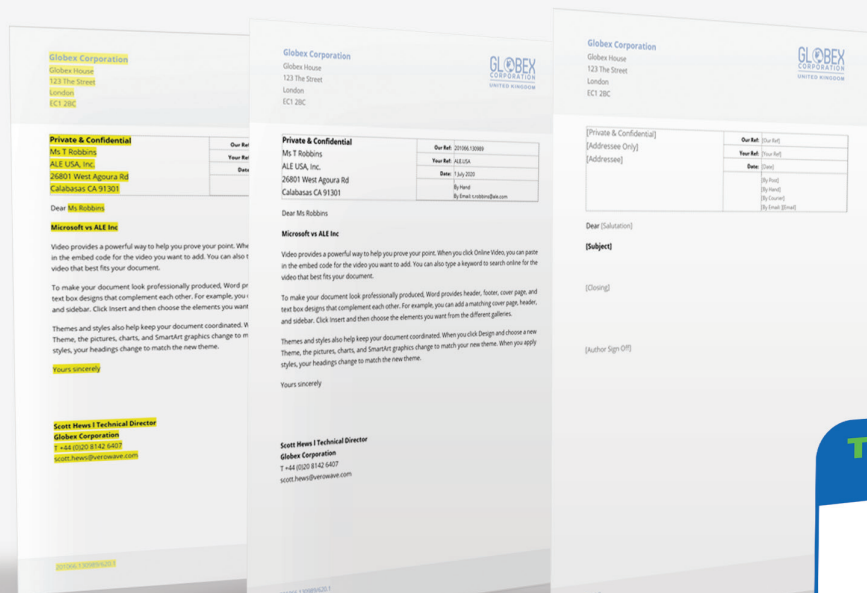 Globex Corporation
Globex House
123 The Street
London
EC1 2BC
Private & Confidential
Ms T Robbins
ALE USA, Inc.
26801 West Agoura Rd
Calabasas CA 91301
Our Ref
Your Ref
Date
Dear Ms Robbins
Microsoft vs ALE Inc
Video provides a powerful way to help you prove your point. Whe
in the embed code for the video you want to add. You can also t
video that best fits your document.
To make your document look professionally produced, Word pr
text box designs that complement each other. For example, you
and sidebar. Click Insert and then choose the elements you want
Themes and styles also help keep your document coordinated. W
Theme, the pictures, charts, and SmartArt graphics change to m
styles, your headings change to match the new theme.
Yours sincerely
Scott Hews I Technical Director
Globex Corporation
T +44 (0)20 8142 6407
scott.hews@verowave.com
201066.130989/620.1
Globex Corporation
Globex House
123 The Street
London
EC1 2BC
GLOBEX
CORPORATION
UNITED KINGDOM
Private & Confidential
Ms T Robbins
ALE USA, Inc.
26801 West Agoura Rd
Calabasas CA 91301
Our Ref: 201066.130989
Your Ref: ALE.USA
Date: 1 July 2020
By Hand
By Email n.robbins@ale.com
Dear Ms Robbins
Microsoft vs ALE Inc
Video provides a powerful way to help you prove your point. When you click Online Video, you can paste
in the embed code for the video you want to add. You can also type a keyword to search online for the
video that best fits your document.
To make your document look professionally produced, Word provides header, footer, cover page, and
text box designs that complement each other. For example, you can add a matching cover page, header,
and sidebar. Click Insert and then choose the elements you want from the different galleries.
Themes and styles also help keep your document coordinated. When you click Design and choose a new
Theme, the pictures, charts, and SmartArt graphics change to match your new theme. When you apply
styles, your headings change to match the new theme.
Yours sincerely
Scott Hews I Technical Director
Globex Corporation
T +44 (0)20 8142 6407
scott.hews@verowave.com
Globex Corporation
Globex House
123 The Street
London
EC1 2BC
GLOBEX
CORPORATION
UNITED KINGDOM
[Private & Confidential]
[Addressee Only]
[Addressee]
Our Ref: [Our Ref]
Your Ref: [Your Ref]
Date: [Date]
[By Post]
[By Hand]
[By Courier]
[By Email: [Email]
Dear [Salutation]
[Subject]
[Closing]
[Author Sign Off]
T